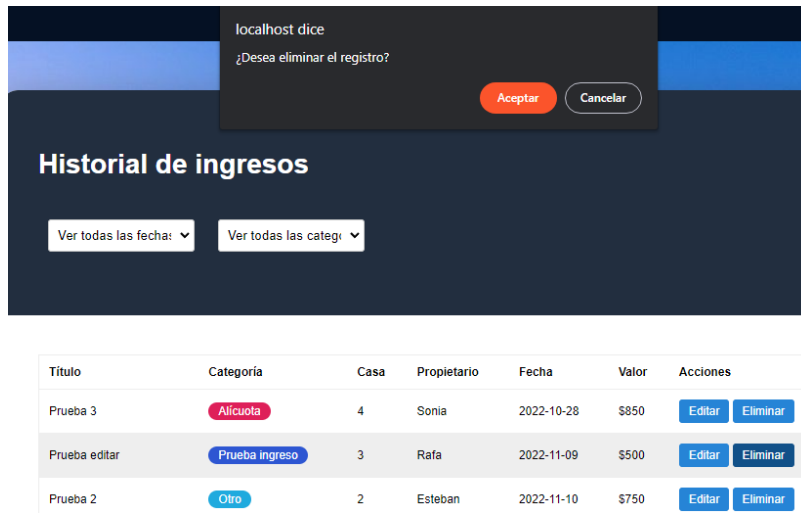 localhost dice
¿Desea eliminar el registro?
Aceptar Cancelar
Historial de ingresos
Ver todas las fechas Ver todas las catego
Título Categoría Casa Propietario Fecha Valor Acciones
Prueba 3 Alícuota 4 Sonia 2022-10-28 $850 Editar Eliminar
Prueba editar Prueba ingreso 3 Rafa 2022-11-09 $500 Editar Eliminar
Prueba 2 Otro 2 Esteban 2022-11-10 $750 Editar Eliminar